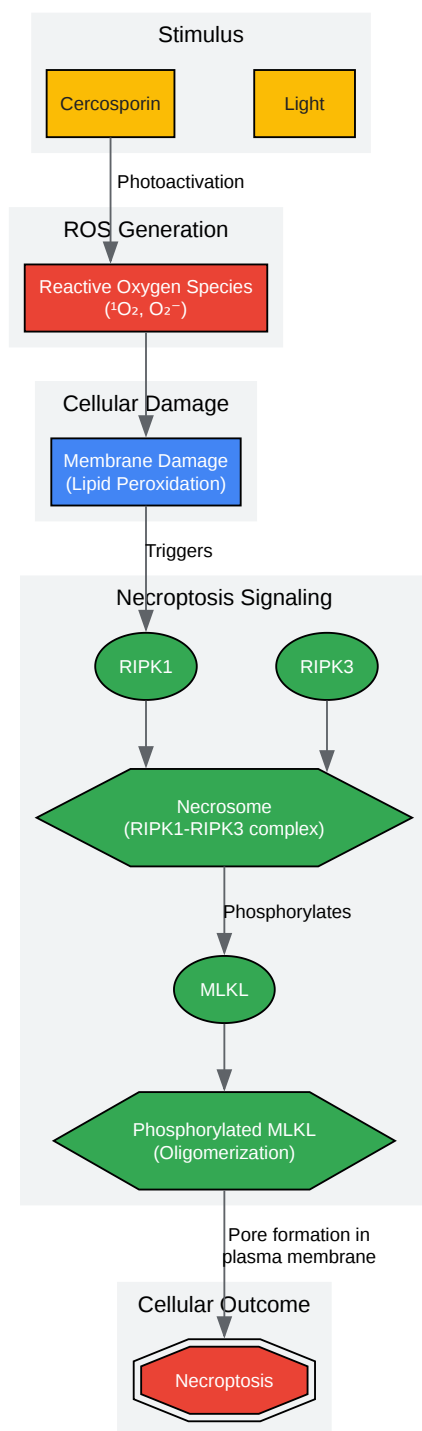 Stimulus
Cercosporin
Light
Photoactivation
ROS Generation
Reactive Oxygen Species
(¹O₂, O₂⁻)
Cellular Damage
Membrane Damage
(Lipid Peroxidation)
Triggers
Necroptosis Signaling
RIPK1
RIPK3
Necrosome
(RIPK1-RIPK3 complex)
Phosphorylates
MLKL
Phosphorylated MLKL
(Oligomerization)
Pore formation in
plasma membrane
Cellular Outcome
Necroptosis